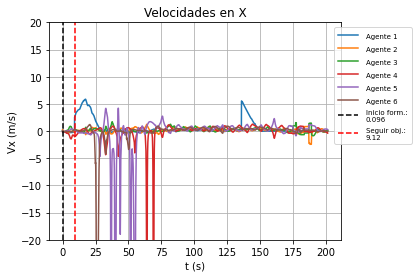 Velocidades en X
Vx (m/s)
20
15
10
5
0
−5
−10
−15
−20
0
25
50
75
100
125
150
175
200
t (s)
Agente 1
Agente 2
Agente 3
Agente 4
Agente 5
Agente 6
Inicio form.:
0.096
Seguir obj.:
9.12